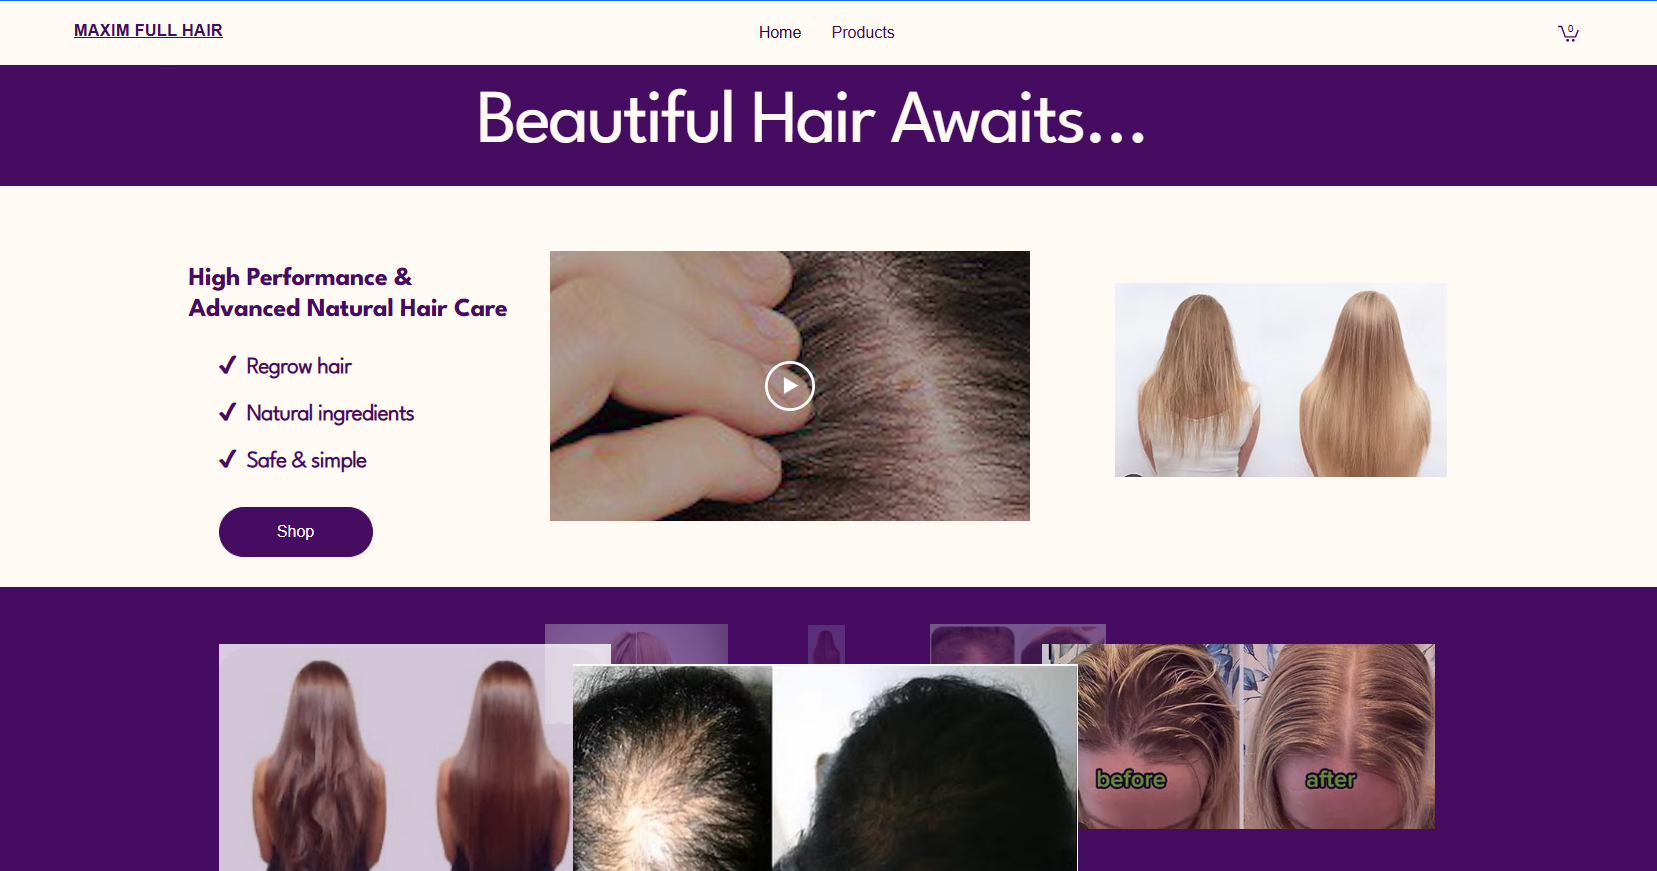 MAXIM FULL HAIR
Home
Products
0
Beautiful Hair Awaits...
High Performance &
Advanced Natural Hair Care
✓ Regrow hair
✓ Natural ingredients
✓ Safe & simple
Shop
before
after